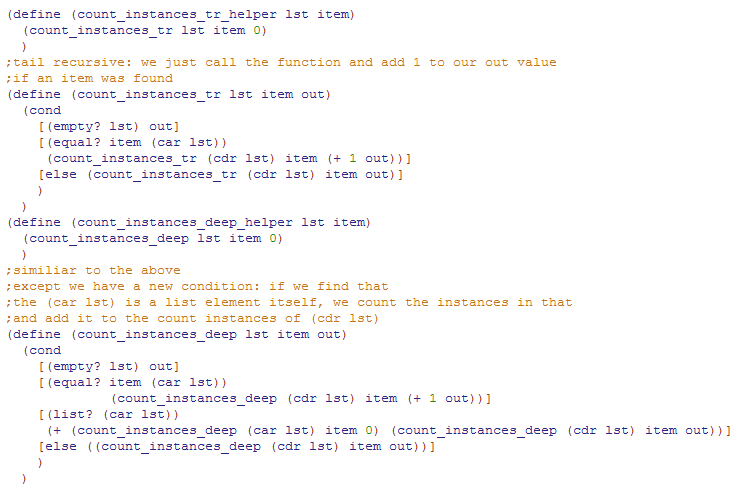 (define (count_instances_tr_helper lst item)
  (count_instances_tr lst item 0)
  )
;tail recursive: we just call the function and add 1 to our out value
;if an item was found
(define (count_instances_tr lst item out)
  (cond
    [(empty? lst) out]
    [(equal? item (car lst))
     (count_instances_tr (cdr lst) item (+ 1 out))]
    [else (count_instances_tr (cdr lst) item out)]
    )
  )
(define (count_instances_deep_helper lst item)
  (count_instances_deep lst item 0)
  )
;similiar to the above
;except we have a new condition: if we find that
;the (car lst) is a list element itself, we count the instances in that
;and add it to the count instances of (cdr lst)
(define (count_instances_deep lst item out)
  (cond
    [(empty? lst) out]
    [(equal? item (car lst))
             (count_instances_deep (cdr lst) item (+ 1 out))]
    [(list? (car lst))
     (+ (count_instances_deep (car lst) item 0) (count_instances_deep (cdr lst) item out))]
    [else ((count_instances_deep (cdr lst) item out))]
    )
  )